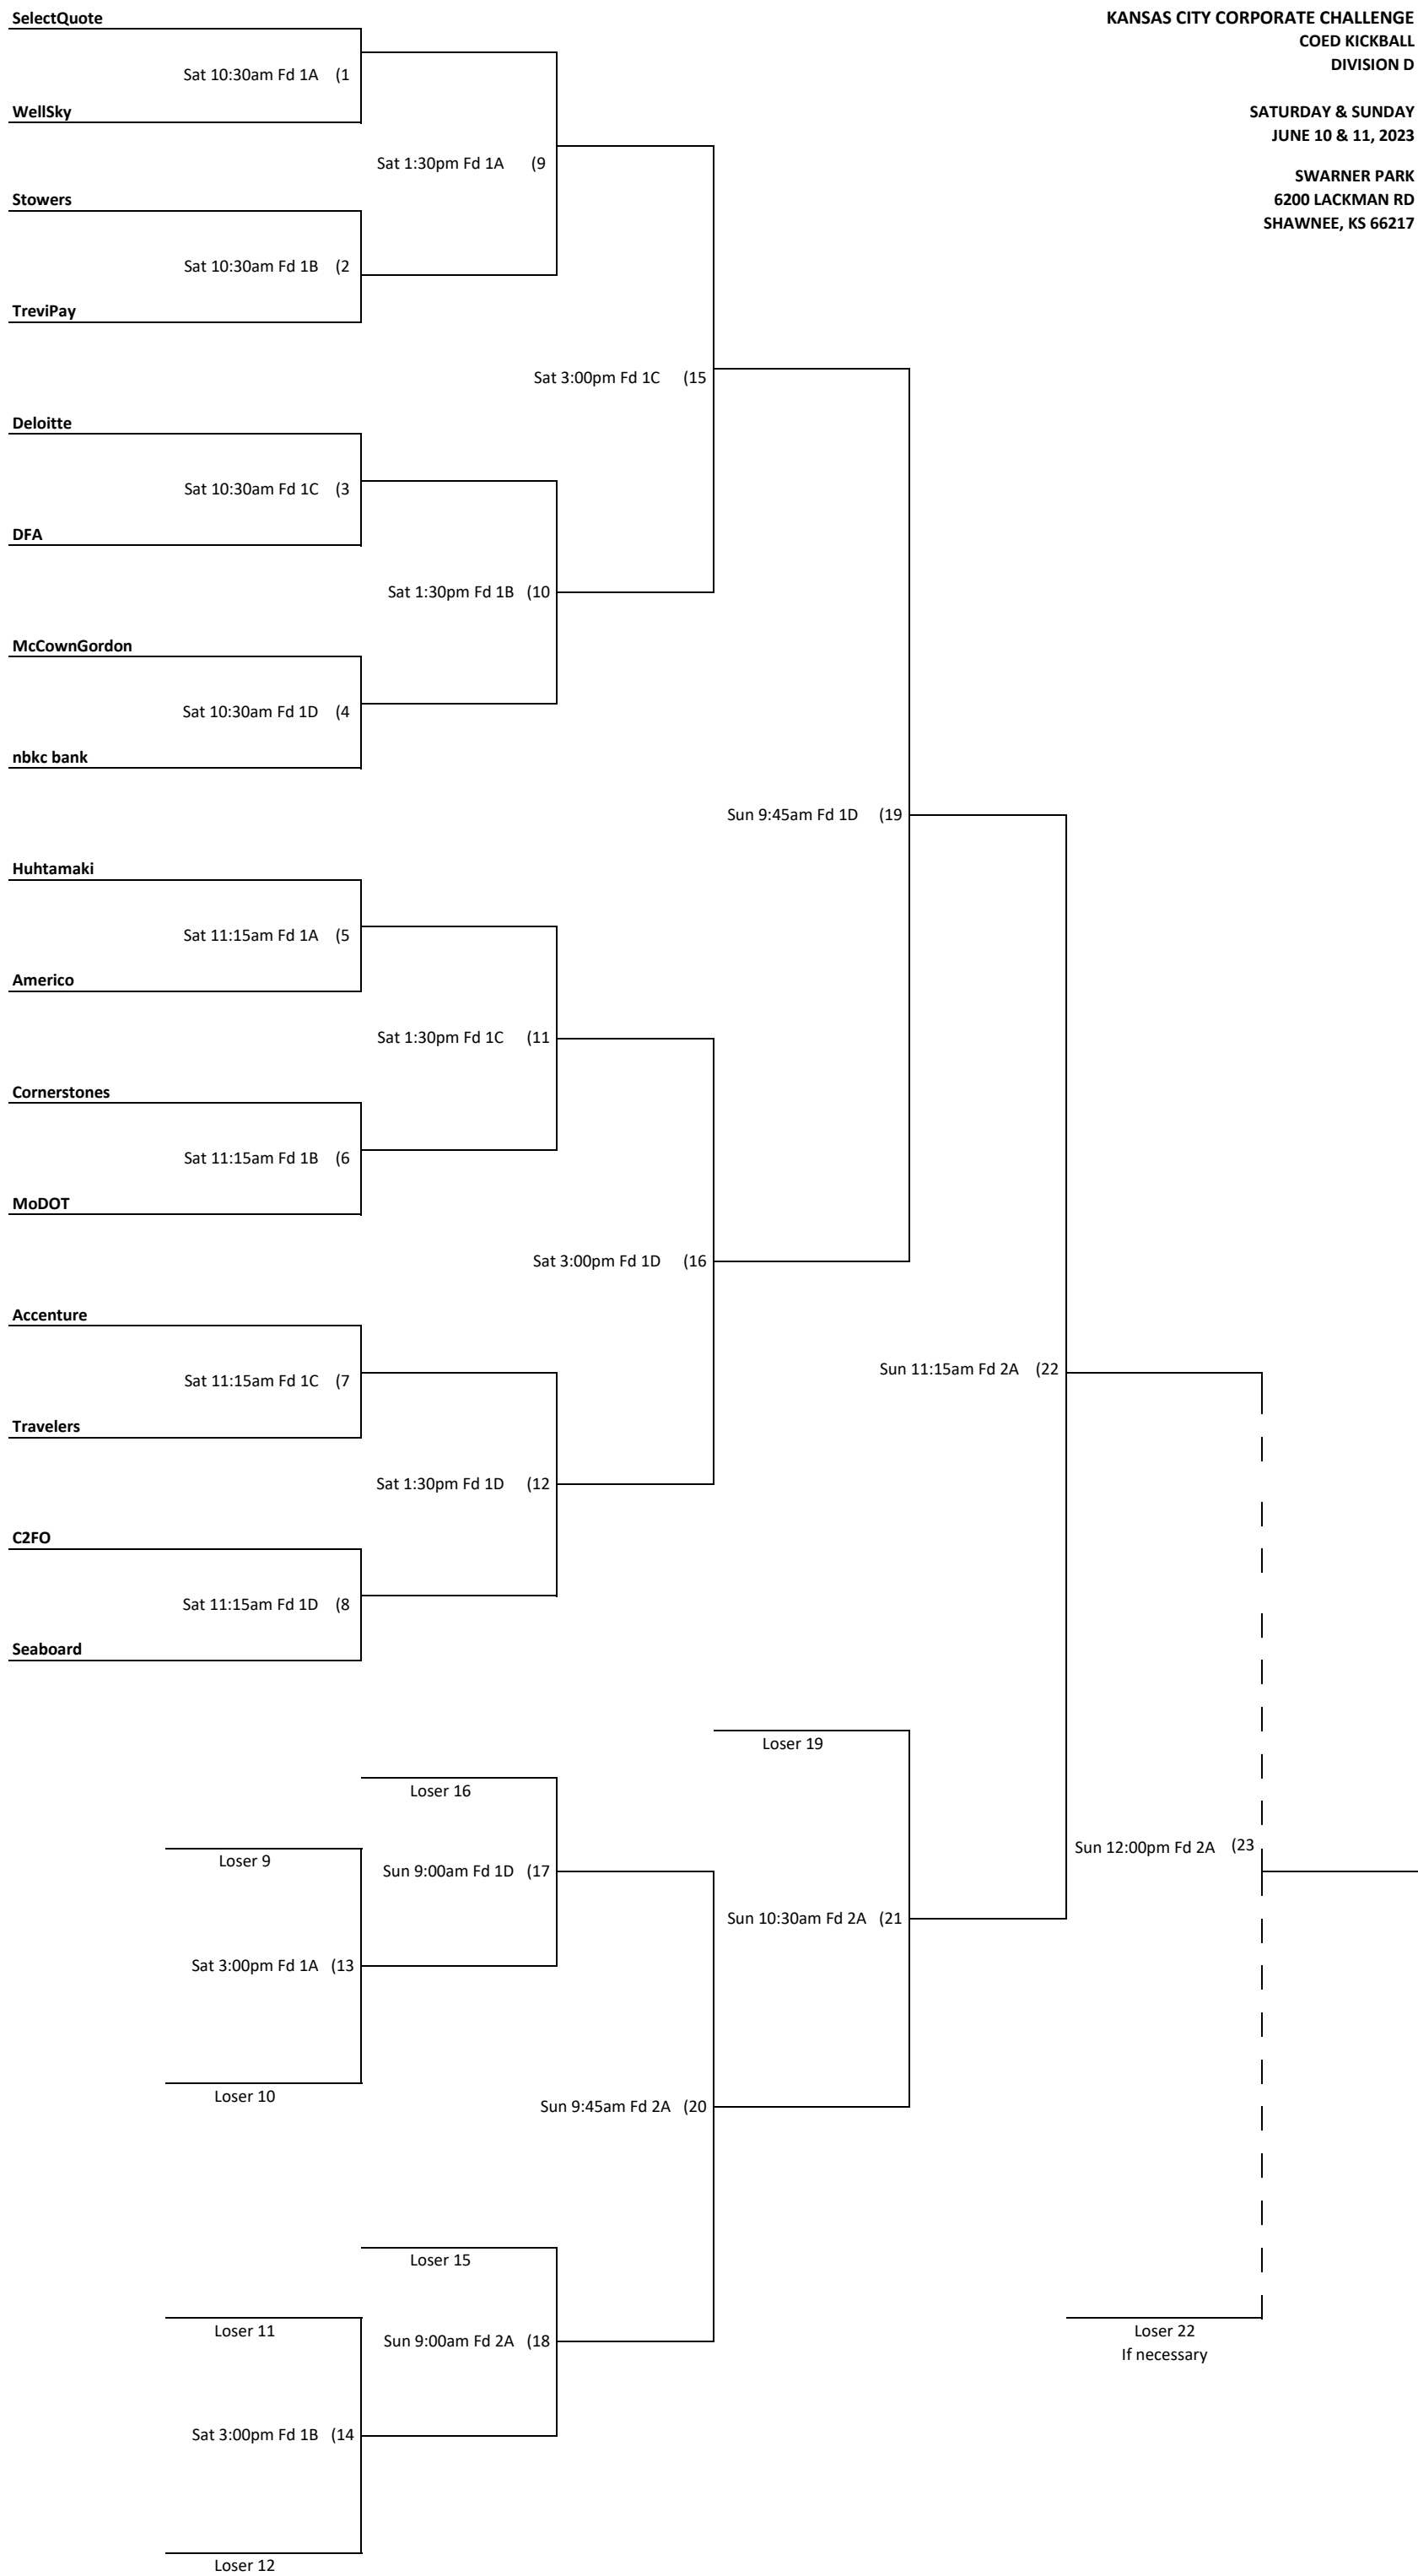 SelectQuote
KANSAS CITY CORPORATE CHALLENGE
COED KICKBALL
DIVISION D
Sat 10:30am Fd 1A (1
WellSky
SATURDAY & SUNDAY
JUNE 10 & 11, 2023
Sat 1:30pm Fd 1A (9
SWARNER PARK
6200 LACKMAN RD
SHAWNEE, KS 66217
Stowers
Sat 10:30am Fd 1B (2
TreviPay
Sat 3:00pm Fd 1C (15
Deloitte
Sat 10:30am Fd 1C (3
DFA
Sat 1:30pm Fd 1B (10
McCownGordon
Sat 10:30am Fd 1D (4
nbkc bank
Sun 9:45am Fd 1D (19
Huhtamaki
Sat 11:15am Fd 1A (5
Americo
Sat 1:30pm Fd 1C (11
Cornerstones
Sat 11:15am Fd 1B (6
MoDOT
Sat 3:00pm Fd 1D (16
Accenture
Sun 11:15am Fd 2A (22
Sat 11:15am Fd 1C (7
Travelers
Sat 1:30pm Fd 1D (12
C2FO
Sat 11:15am Fd 1D (8
Seaboard
Loser 19
Loser 16
Sun 12:00pm Fd 2A (23
Loser 9
Sun 9:00am Fd 1D (17
Sun 10:30am Fd 2A (21
Sat 3:00pm Fd 1A (13
Loser 10
Sun 9:45am Fd 2A (20
Loser 15
Loser 11
Loser 22
Sun 9:00am Fd 2A (18
If necessary
Sat 3:00pm Fd 1B (14
Loser 12